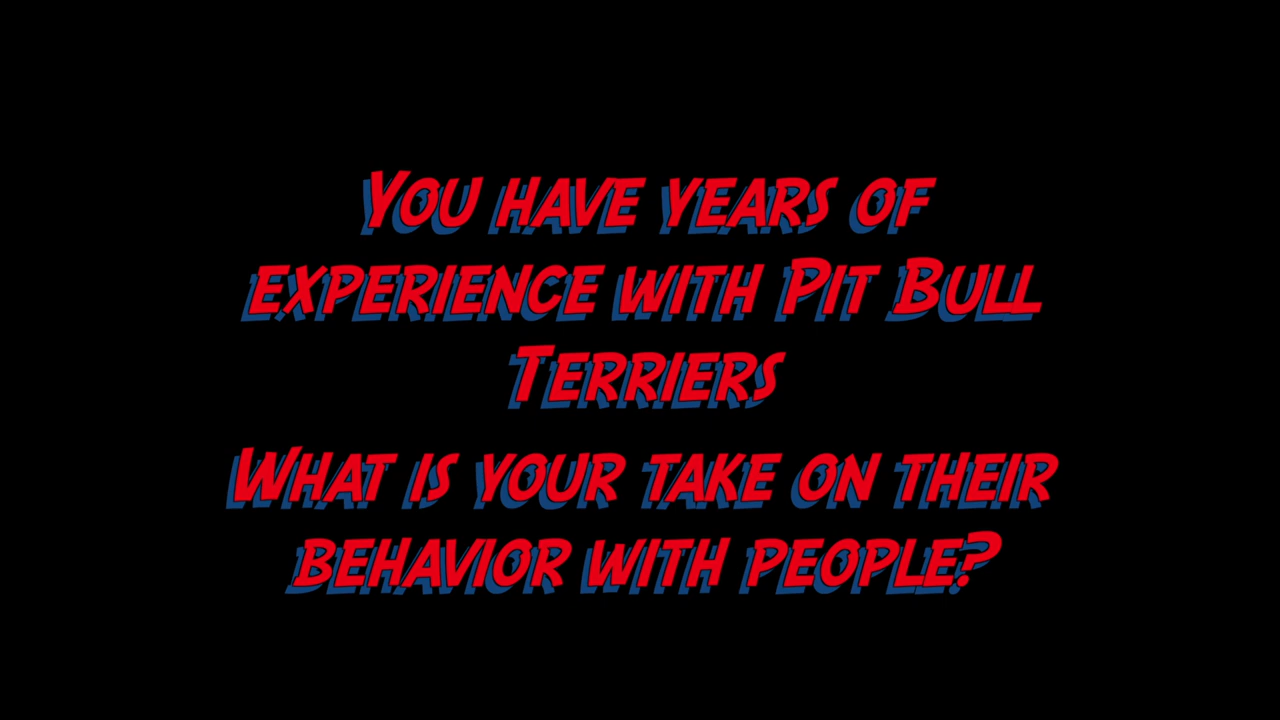 You have years of
experience with Pit Bull
Terriers
What is your take on their
behavior with people?